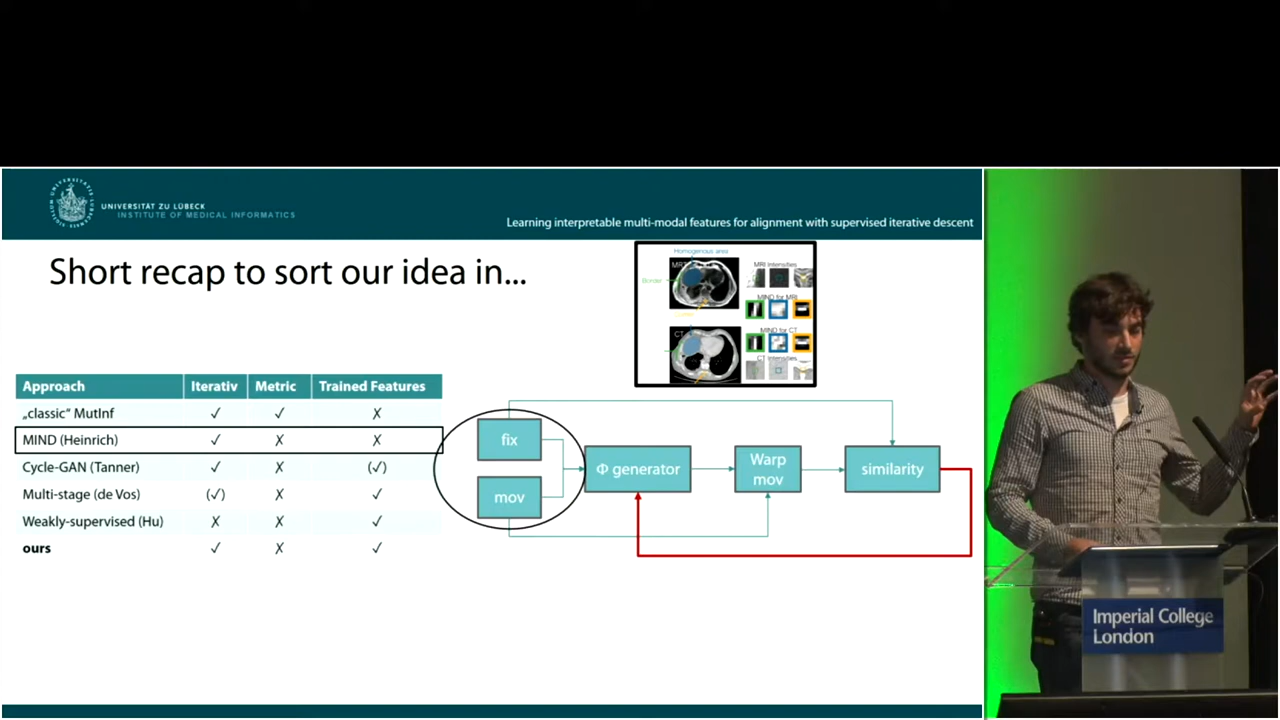 UNIVERSITÄT ZU LÜBECK
INSTITUTE OF MEDICAL INFORMATICS
Learning interpretable multi-modal features for alignment with supervised iterative descent
Short recap to sort our idea in...
Homogenous area
MRI
MRI Intensities
Border
MIND for MRI
CT
MIND for CT
CT Intensities
Approach Iterativ Metric Trained Features
„classic“ MutInf ✓ ✓ ✗
MIND (Heinrich) ✓ ✗ ✗
Cycle-GAN (Tanner) ✓ ✗ (✓)
Multi-stage (de Vos) (✓) ✗ ✓
Weakly-supervised (Hu) ✗ ✗ ✓
ours ✓ ✗ ✓
fix
mov
Φ generator
Warp
mov
similarity
Imperial College
London